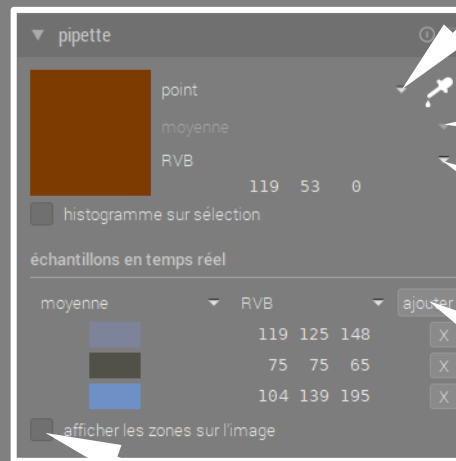 pipette
point
moyenne
RVB
119 53 0
histogramme sur sélection
échantillons en temps réel
moyenne RVB ajouter
119 125 148 X
75 75 65 X
104 139 195 X
afficher les zones sur l'image